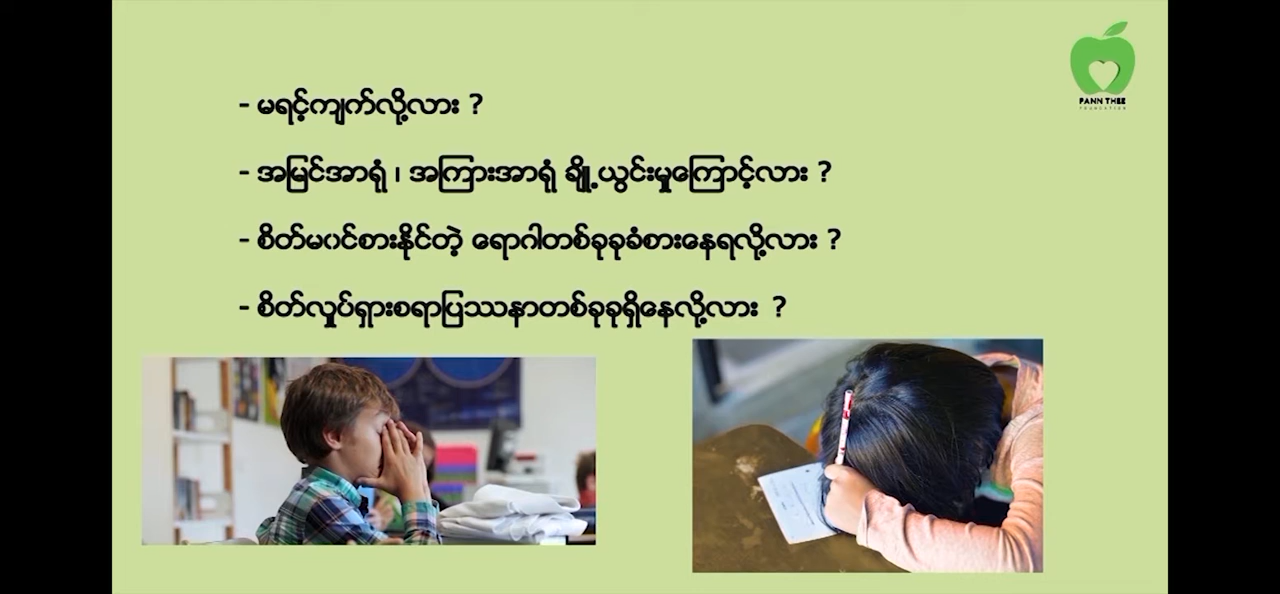 PANN THEE
FOUNDATION
- မရင့်ကျက်လို့လား ?
- အမြင်အာရုံ ၊ အကြားအာရုံ ချို့ယွင်းမှုကြောင့်လား ?
- စိတ်မဝင်စားနိုင်တဲ့ ရောဂါတစ်ခုခုခံစားနေရလို့လား ?
- စိတ်လှုပ်ရှားစရာပြဿနာတစ်ခုခုရှိနေလို့လား ?